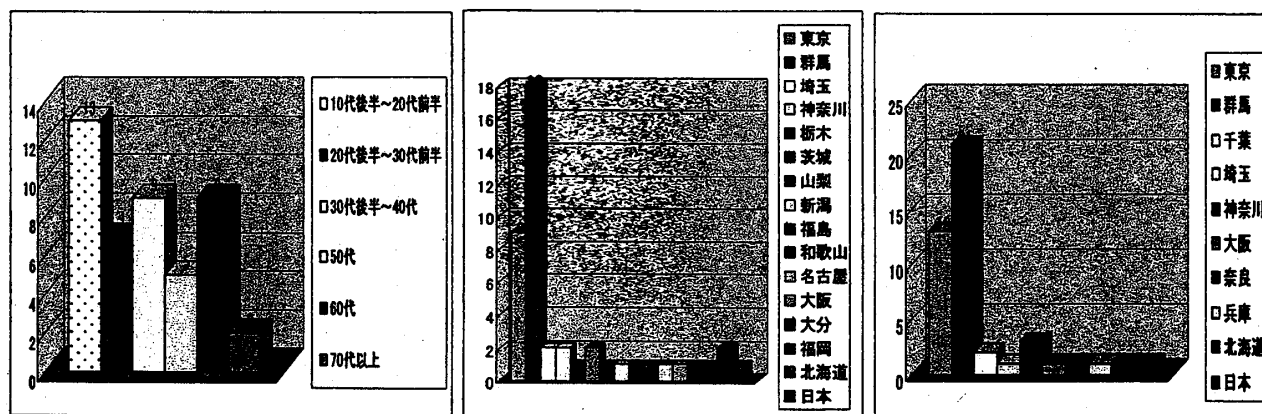 14
12
10
8
6
4
2
0
10代後半～20代前半
20代後半～30代前半
30代後半～40代
50代
60代
70代以上
18
16
14
12
10
8
6
4
2
0
東京
群馬
埼玉
神奈川
栃木
茨城
山梨
新潟
福島
和歌山
名古屋
大阪
大分
福岡
北海道
日本
25
20
15
10
5
0
東京
群馬
千葉
埼玉
神奈川
大阪
奈良
兵庫
北海道
日本